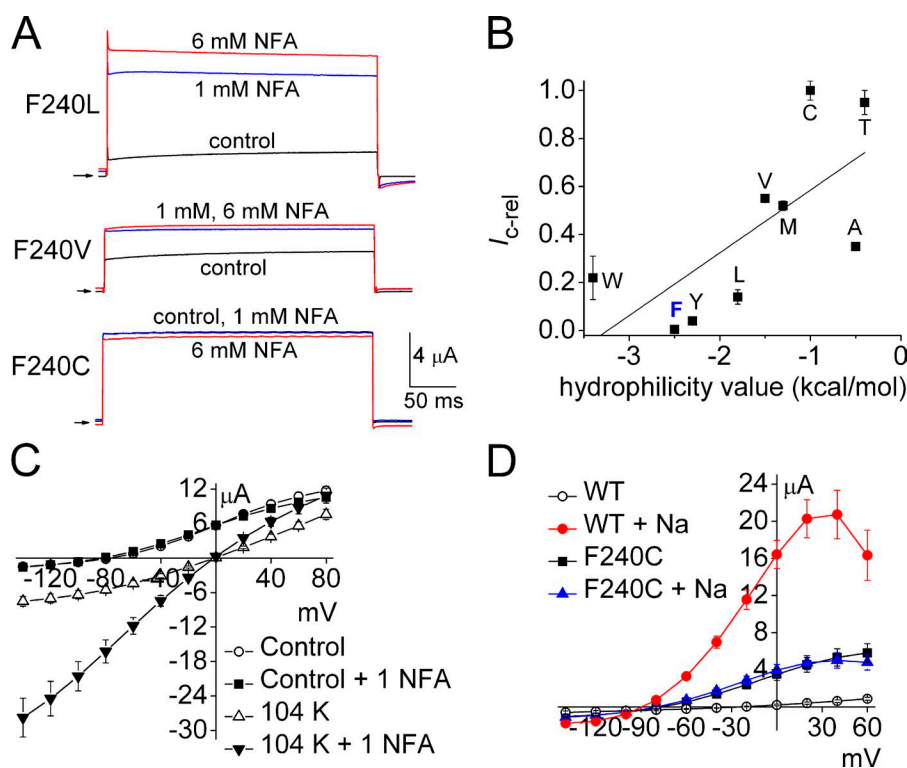 A
6 mM NFA
1 mM NFA
F240L
control
1 mM, 6 mM NFA
F240V
control
control, 1 mM NFA
F240C
6 mM NFA
4 μA
50 ms
B
1.0
0.8
0.6
0.4
0.2
0.0
I c-rel
C
T
V
M
A
W
L
F
Y
-3
-2
-1
0
hydrophilicity value (kcal/mol)
C
12
μA
6
-120
-80
-40
40
80
mV
-6
-12
-18
-24
-30
Control
Control + 1 NFA
104 K
104 K + 1 NFA
D
24
μA
20
16
12
8
4
WT
WT + Na
F240C
F240C + Na
-120
-90
-60
-30
30
60
mV